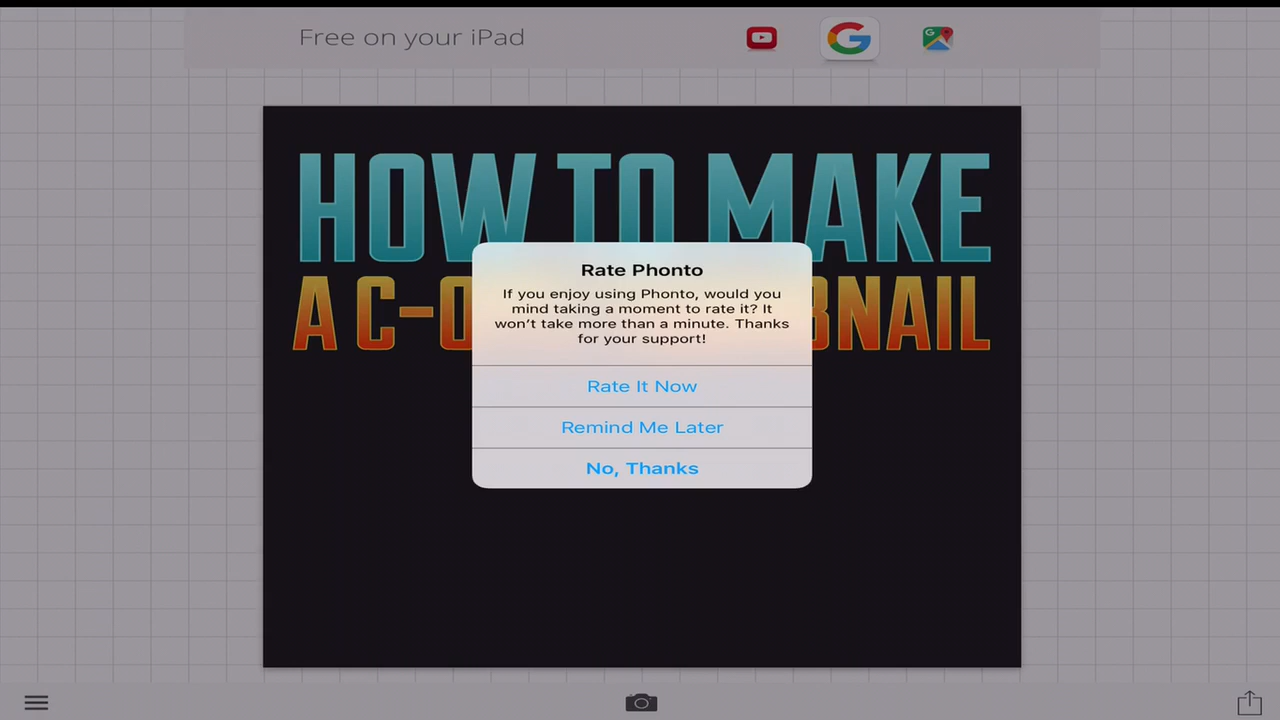 Free on your iPad
HOW TO MAKE
A C-
BNAIL
Rate Phonto
If you enjoy using Phonto, would you
mind taking a moment to rate it? It
won't take more than a minute. Thanks
for your support!
Rate It Now
Remind Me Later
No, Thanks